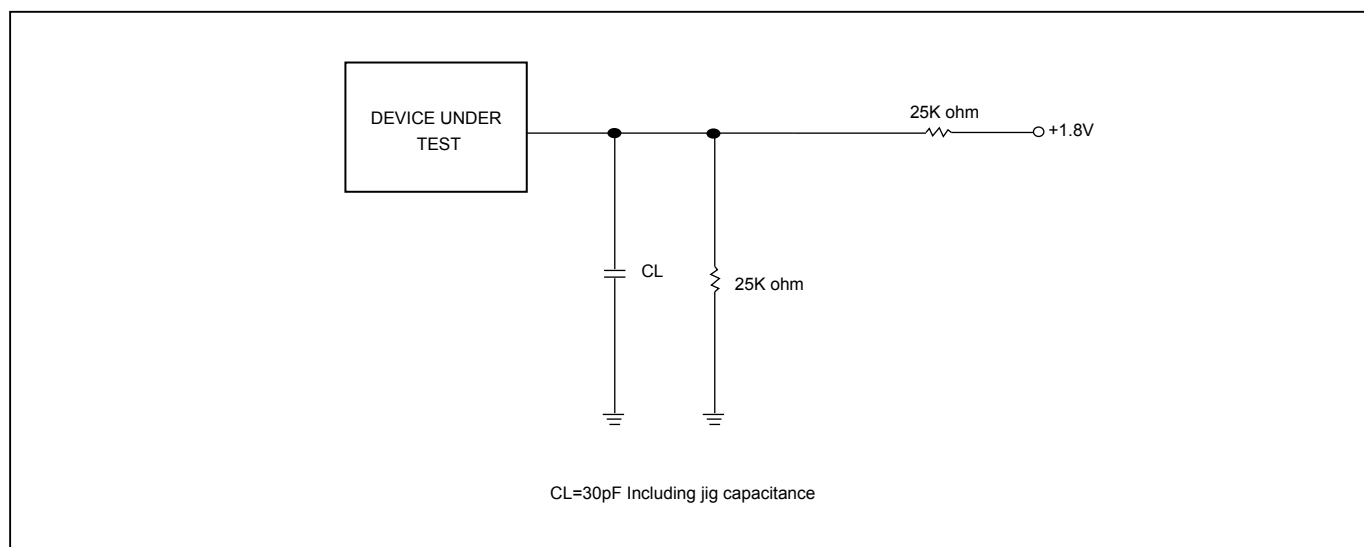 DEVICE UNDER
TEST
25K ohm
+1.8V
CL
25K ohm
CL=30pF Including jig capacitance